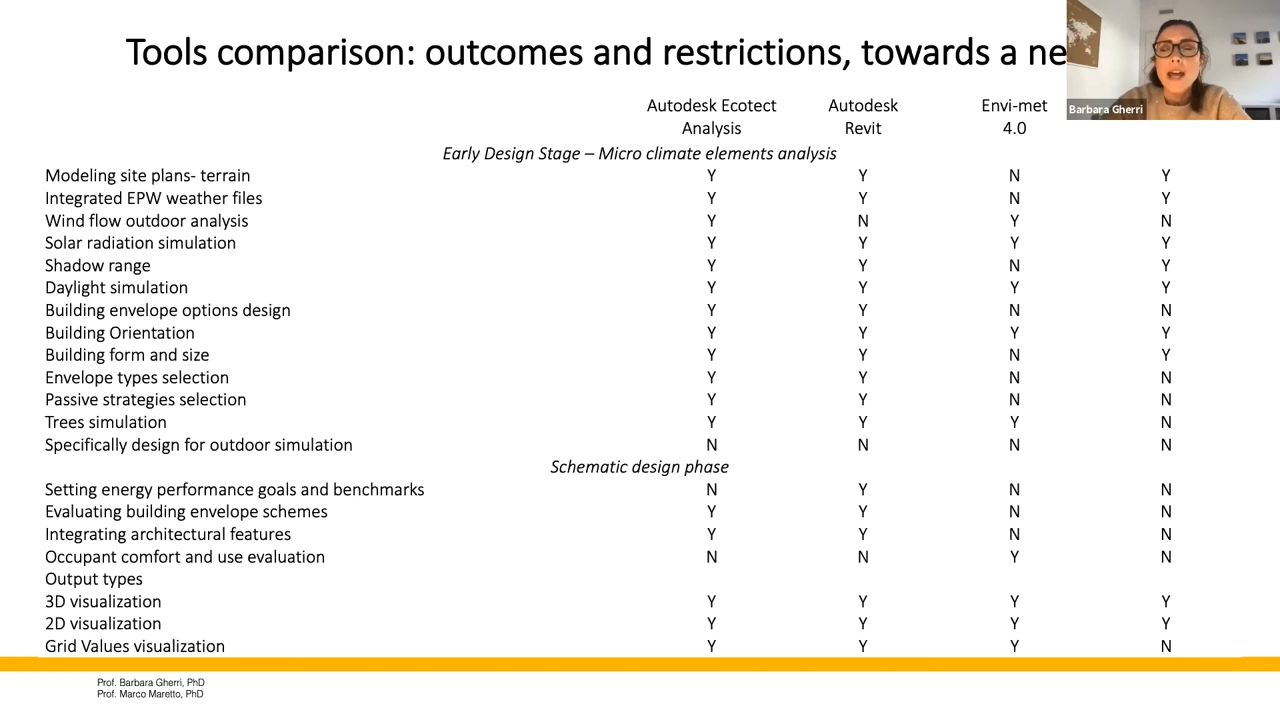 Tools comparison: outcomes and restrictions, towards a
Barbara Gherri
Autodesk Ecotect Analysis Autodesk Revit Envi-met 4.0
Early Design Stage – Micro climate elements analysis
Modeling site plans- terrain Y Y N Y
Integrated EPW weather files Y Y N Y
Wind flow outdoor analysis Y N Y N
Solar radiation simulation Y Y Y Y
Shadow range Y Y N Y
Daylight simulation Y Y Y Y
Building envelope options design Y Y N N
Building Orientation Y Y Y Y
Building form and size Y Y N Y
Envelope types selection Y Y N N
Passive strategies selection Y Y N N
Trees simulation Y Y Y N
Specifically design for outdoor simulation N N N N
Schematic design phase
Setting energy performance goals and benchmarks N Y N N
Evaluating building envelope schemes Y Y N N
Integrating architectural features Y Y N N
Occupant comfort and use evaluation N N Y N
Output types
3D visualization Y Y Y Y
2D visualization Y Y Y Y
Grid Values visualization Y Y Y N
Prof. Barbara Gherri, PhD
Prof. Marco Maretto, PhD